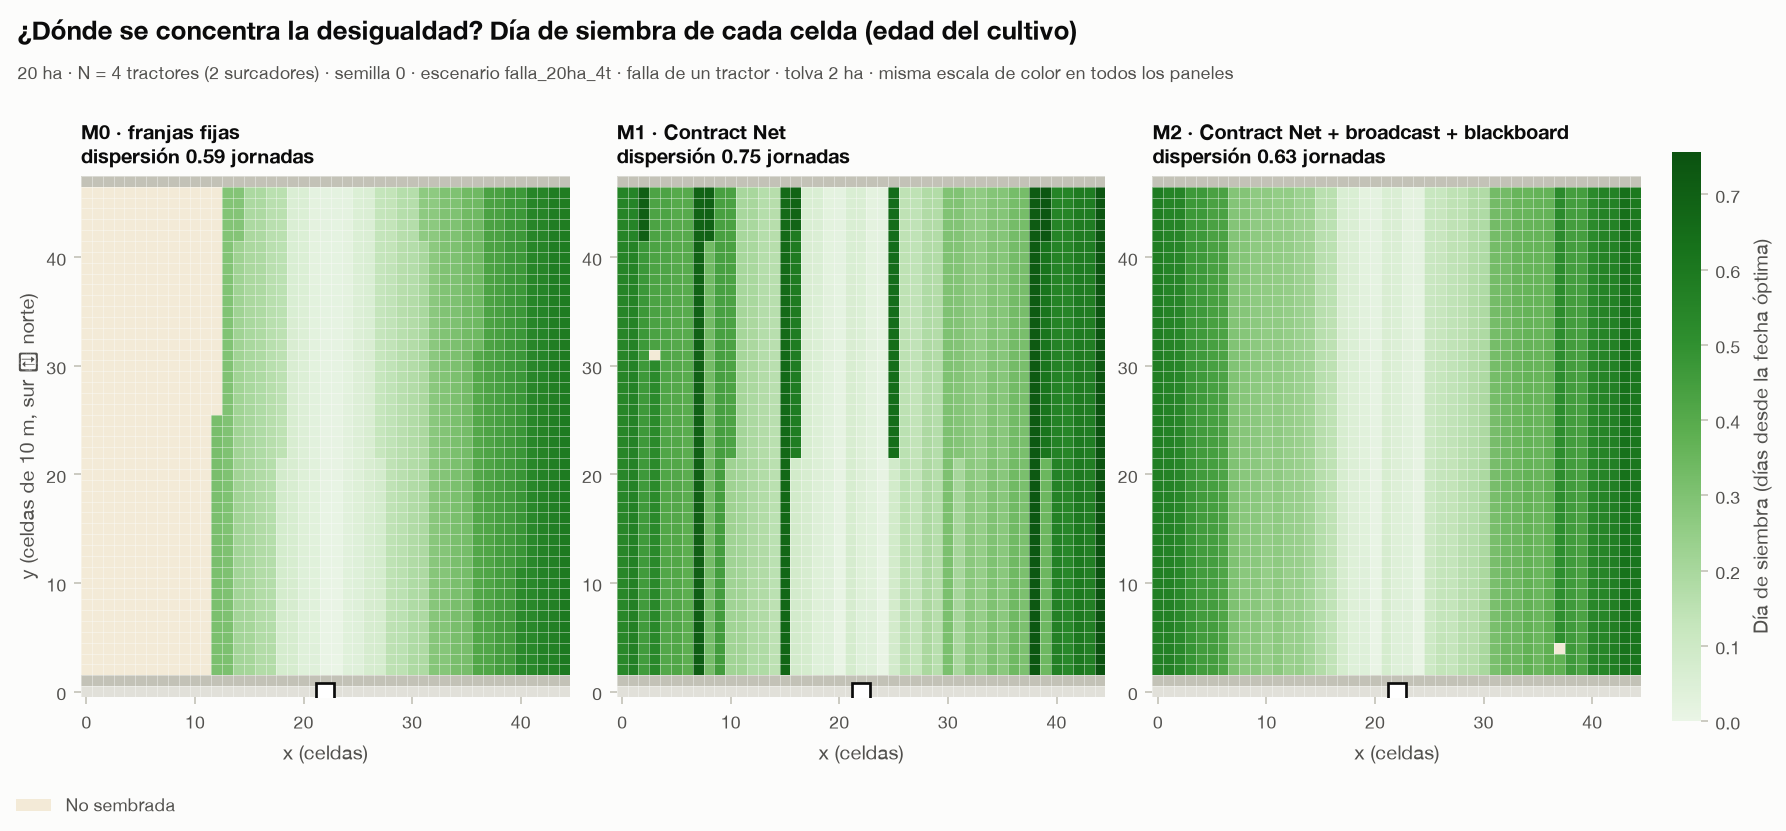 ¿Dónde se concentra la desigualdad? Día de siembra de cada celda (edad del cultivo)
20 ha · N = 4 tractores (2 surcadores) · semilla 0 · escenario falla_20ha_4t · falla de un tractor · tolva 2 ha · misma escala de color en todos los paneles
M0 · franjas fijas
dispersión 0.59 jornadas
M1 · Contract Net
dispersión 0.75 jornadas
M2 · Contract Net + broadcast + blackboard
dispersión 0.63 jornadas
y (celdas de 10 m, sur norte)
40
30
20
10
0
0 10 20 30 40
x (celdas)
40
30
20
10
0
0 10 20 30 40
x (celdas)
40
30
20
10
0
0 10 20 30 40
x (celdas)
0.7
0.6
0.5
0.4
0.3
0.2
0.1
0.0
Día de siembra (días desde la fecha óptima)
No sembrada